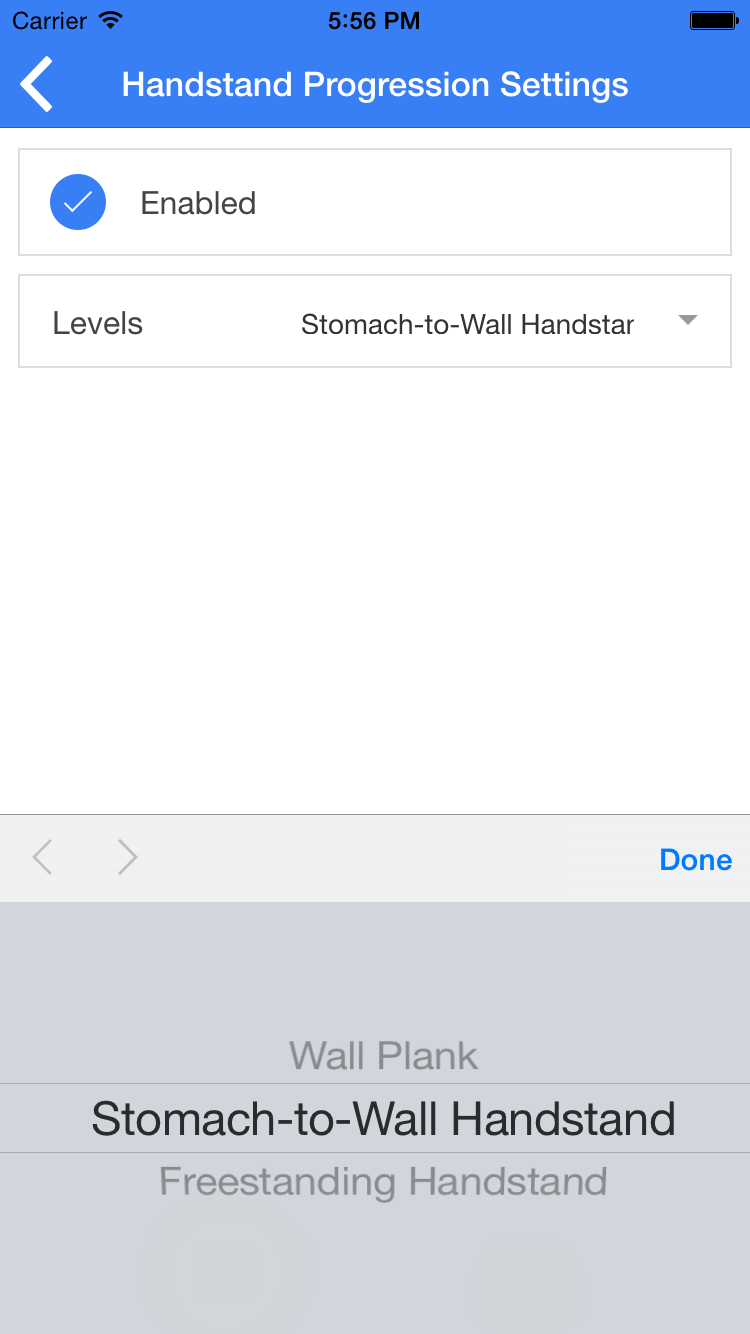 Carrier 5:56 PM
Handstand Progression Settings
Enabled
Levels Stomach-to-Wall Handstar
Done
Wall Plank
Stomach-to-Wall Handstand
Freestanding Handstand